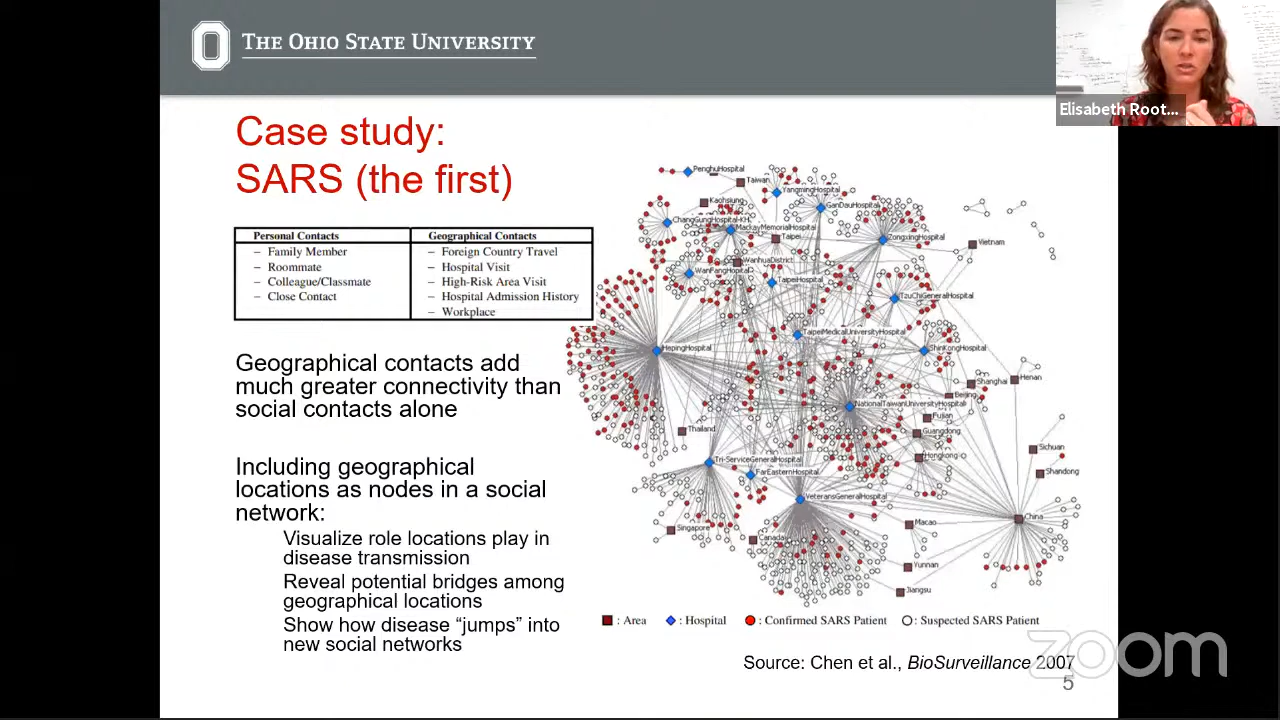 THE OHIO STATE UNIVERSITY
Elisabeth Root...
Case study:
SARS (the first)
Personal Contacts
– Family Member
– Roommate
– Colleague/Classmate
– Close Contact
Geographical Contacts
– Foreign Country Travel
– Hospital Visit
– High-Risk Area Visit
– Hospital Admission History
– Workplace
Geographical contacts add
much greater connectivity than
social contacts alone
Including geographical
locations as nodes in a social
network:
Visualize role locations play in
disease transmission
Reveal potential bridges among
geographical locations
Show how disease “jumps” into
new social networks
PenghuHospital
Taiwan
YangmingHospital
Kaohsiung
GanDauHospital
ChangGungHospital-KH
MackayMemorialHospital
Taipei
ZongxingHospital
Vietnam
WanhuaDistrict
WanFangHopital
TaipeiHospital
TzuChiGeneralHospital
TaipeiMedicalUniversityHospital
HepingHospital
ShinKongHospital
Shanghai
Henan
Beijing
NationalTaiwanUniversityHospital
Fujian
Thailand
Guangdong
Sichuan
Hongkong
Tri-ServiceGeneralHospital
FarEasternHospital
Shandong
VeteransGeneralHospital
China
Singapore
Macao
Canada
Yunnan
Jiangsu
: Area : Hospital : Confirmed SARS Patient : Suspected SARS Patient
Source: Chen et al., BioSurveillance 2007
zoom
5